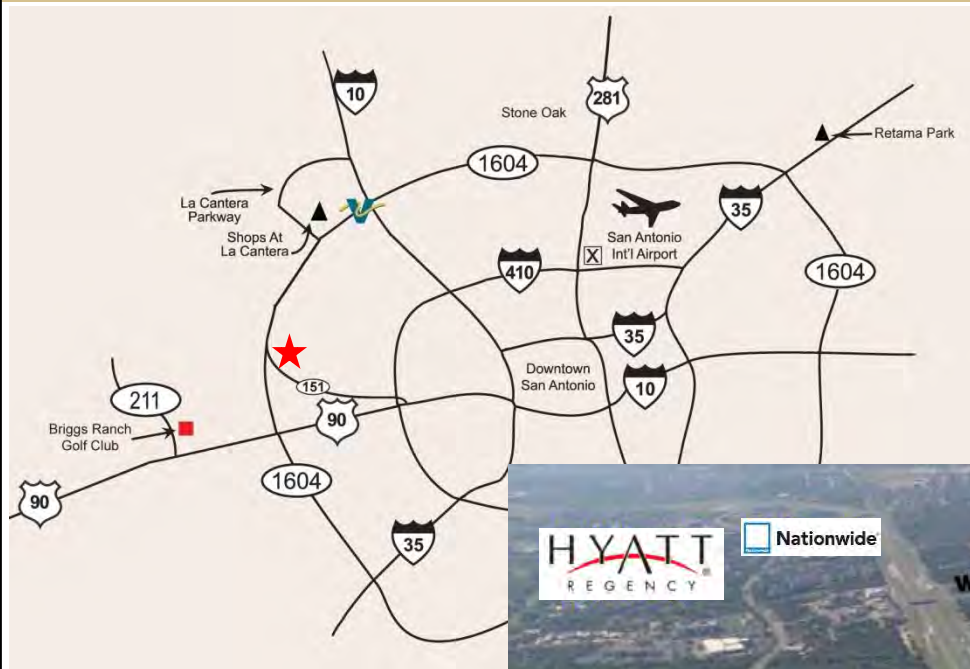 10
281
Stone Oak
Retama Park
1604
La Cantera
Parkway
35
Shops At
La Cantera
San Antonio
Int'l Airport
X
410
1604
35
Downtown
San Antonio
10
151
211
90
Briggs Ranch
Golf Club
1604
90
35
HYATT
REGENCY
Nationwide
W